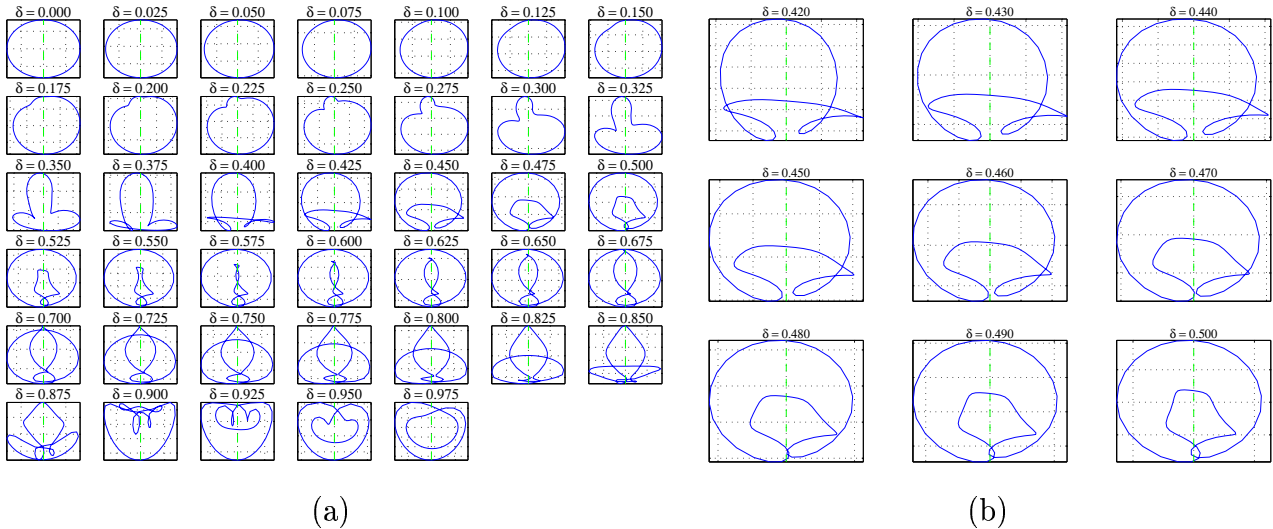 δ = 0.000 δ = 0.025 δ = 0.050 δ = 0.075 δ = 0.100 δ = 0.125 δ = 0.150
δ = 0.175 δ = 0.200 δ = 0.225 δ = 0.250 δ = 0.275 δ = 0.300 δ = 0.325
δ = 0.350 δ = 0.375 δ = 0.400 δ = 0.425 δ = 0.450 δ = 0.475 δ = 0.500
δ = 0.525 δ = 0.550 δ = 0.575 δ = 0.600 δ = 0.625 δ = 0.650 δ = 0.675
δ = 0.700 δ = 0.725 δ = 0.750 δ = 0.775 δ = 0.800 δ = 0.825 δ = 0.850
δ = 0.875 δ = 0.900 δ = 0.925 δ = 0.950 δ = 0.975
(a)
δ = 0.420 δ = 0.430 δ = 0.440
δ = 0.450 δ = 0.460 δ = 0.470
δ = 0.480 δ = 0.490 δ = 0.500
(b)